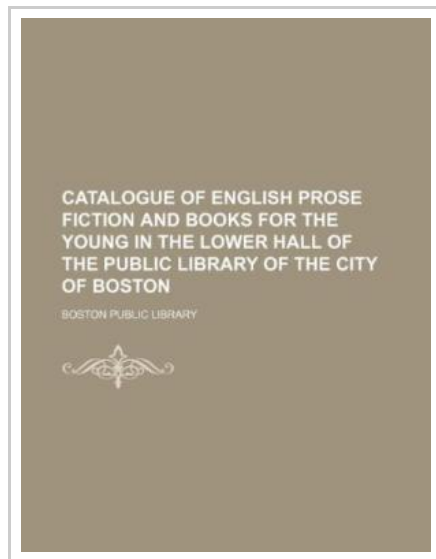 CATALOGUE OF ENGLISH PROSE
FICTION AND BOOKS FOR THE
YOUNG IN THE LOWER HALL OF
THE PUBLIC LIBRARY OF THE CITY
OF BOSTON
BOSTON PUBLIC LIBRARY